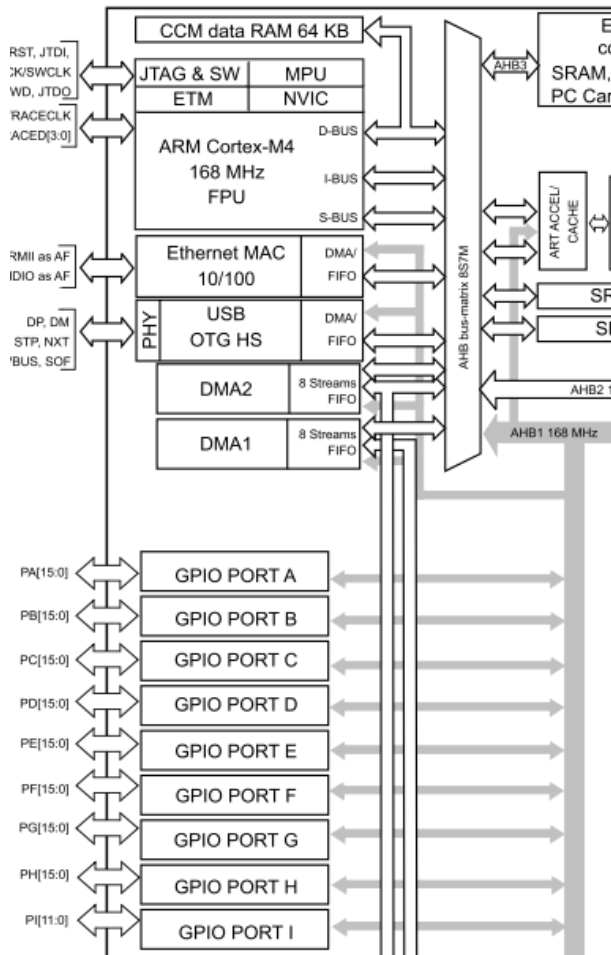 CCM data RAM 64 KB
RST, JTDI,
CK/SWCLK
WD, JTDO
JTAG & SW
MPU
ETM
NVIC
RACECLK
ACED[3:0]
ARM Cortex-M4
168 MHz
FPU
D-BUS
I-BUS
S-BUS
RMII as AF
DIO as AF
Ethernet MAC
10/100
DMA/
FIFO
DP, DM
STP, NXT
BUS, SOF
PHY
USB
OTG HS
DMA/
FIFO
DMA2
8 Streams
FIFO
DMA1
8 Streams
FIFO
AHB bus-matrix 8S7M
AHB3
E
co
SRAM,
PC Car
ART ACCEL/
CACHE
SR
AHB2 1
AHB1 168 MHz
PA[15:0]
GPIO PORT A
PB[15:0]
GPIO PORT B
PC[15:0]
GPIO PORT C
PD[15:0]
GPIO PORT D
PE[15:0]
GPIO PORT E
PF[15:0]
GPIO PORT F
PG[15:0]
GPIO PORT G
PH[15:0]
GPIO PORT H
PI[11:0]
GPIO PORT I